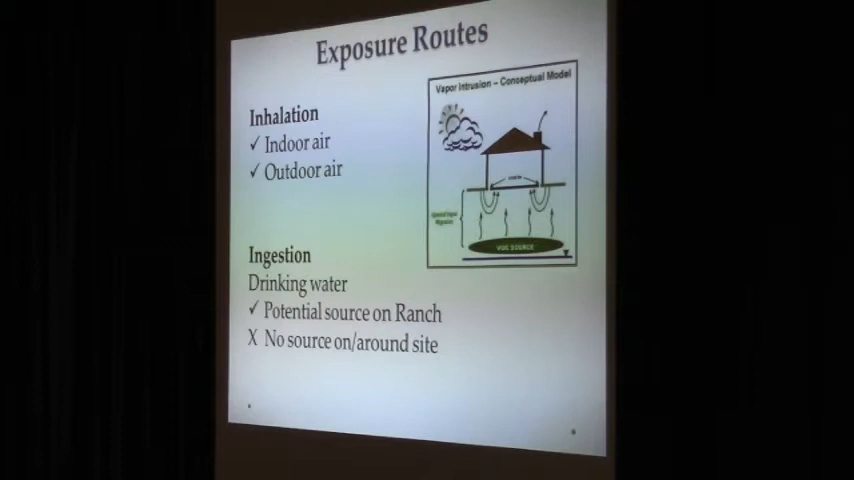 Exposure Routes
Vapor Intrusion – Conceptual Model
Inhalation
✓ Indoor air
✓ Outdoor air
VOC SOURCE
Ingestion
Drinking water
✓ Potential source on Ranch
X No source on/around site